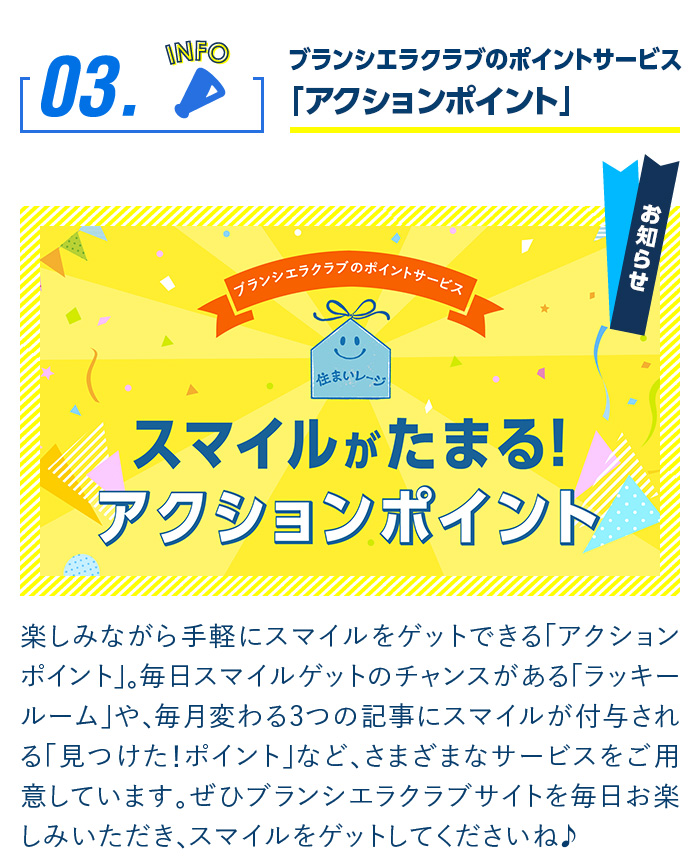 03.
INFO
ブランシエラクラブのポイントサービス
「アクションポイント」
お知らせ
ブランシエラクラブのポイントサービス
住まいレージ
スマイルがたまる!
アクションポイント
楽しみながら手軽にスマイルをゲットできる「アクション
ポイント」。毎日スマイルゲットのチャンスがある「ラッキー
ルーム」や、毎月変わる3つの記事にスマイルが付与され
る「見つけた!ポイント」など、さまざまなサービスをご用
意しています。ぜひブランシエラクラブサイトを毎日お楽
しみいただき、スマイルをゲットしてくださいね♪